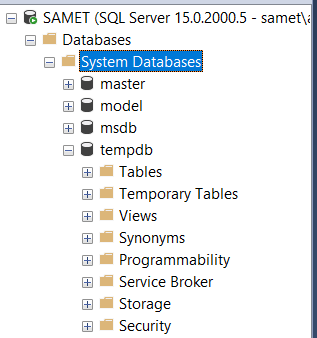 SAMET (SQL Server 15.0.2000.5 - samet\
Databases
System Databases
master
model
msdb
tempdb
Tables
Temporary Tables
Views
Synonyms
Programmability
Service Broker
Storage
Security